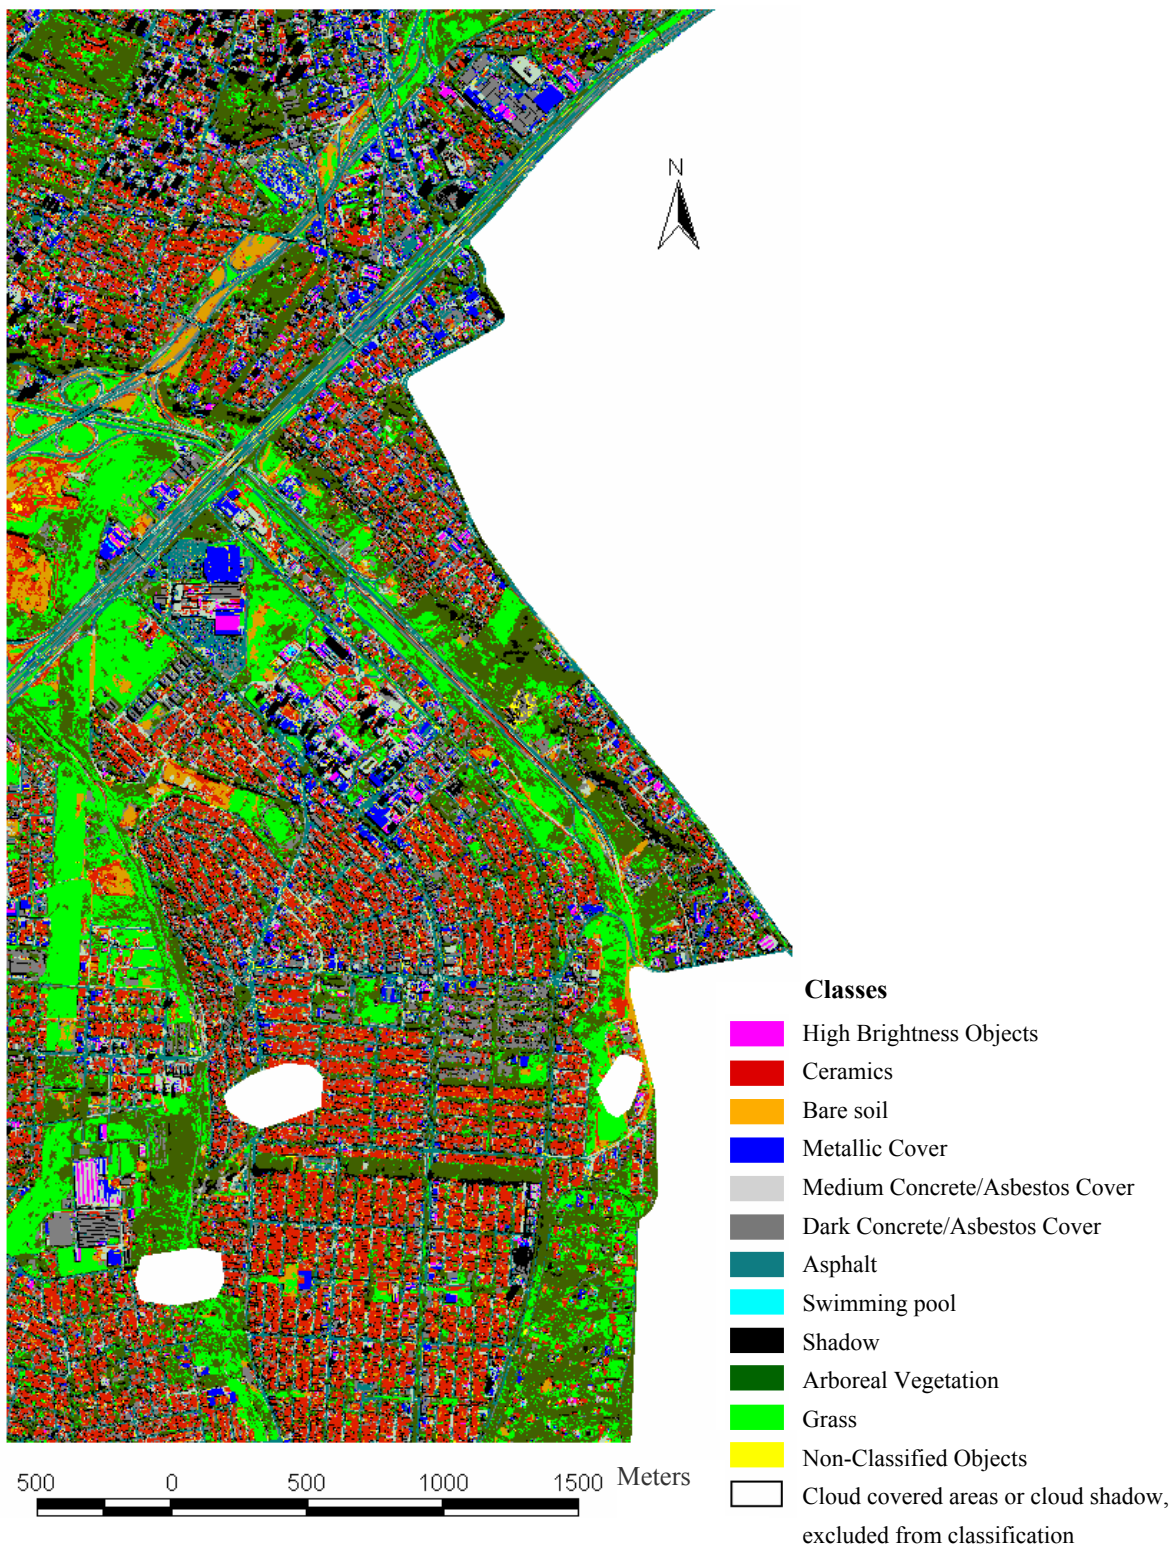 N
Classes
High Brightness Objects
Ceramics
Bare soil
Metallic Cover
Medium Concrete/Asbestos Cover
Dark Concrete/Asbestos Cover
Asphalt
Swimming pool
Shadow
Arboreal Vegetation
Grass
Non-Classified Objects
Cloud covered areas or cloud shadow,
excluded from classification
500 0 500 1000 1500 Meters